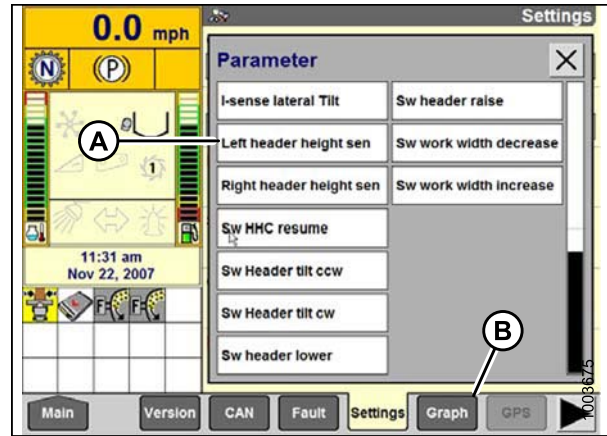 0.0 mph
Settings
N
(P)
Parameter
I-sense lateral Tilt
Sw header raise
A
Left header height sen
Sw work width decrease
1
Right header height sen
Sw work width increase
Sw HHC resume
11:31 am
Nov 22, 2007
Sw Header tilt ccw
F
F
Sw Header tilt cw
B
Sw header lower
1003675
Main
Version
CAN
Fault
Settings
Graph
GPS